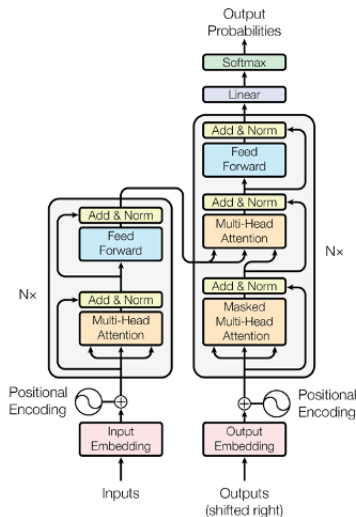 Output
Probabilities
Softmax
Linear
Add & Norm
Feed
Forward
Add & Norm
Multi-Head
Attention
Nx
Add & Norm
Masked
Multi-Head
Attention
Add & Norm
Feed
Forward
Nx
Add & Norm
Multi-Head
Attention
Positional
Encoding
Positional
Encoding
Input
Embedding
Output
Embedding
Inputs
Outputs
(shifted right)